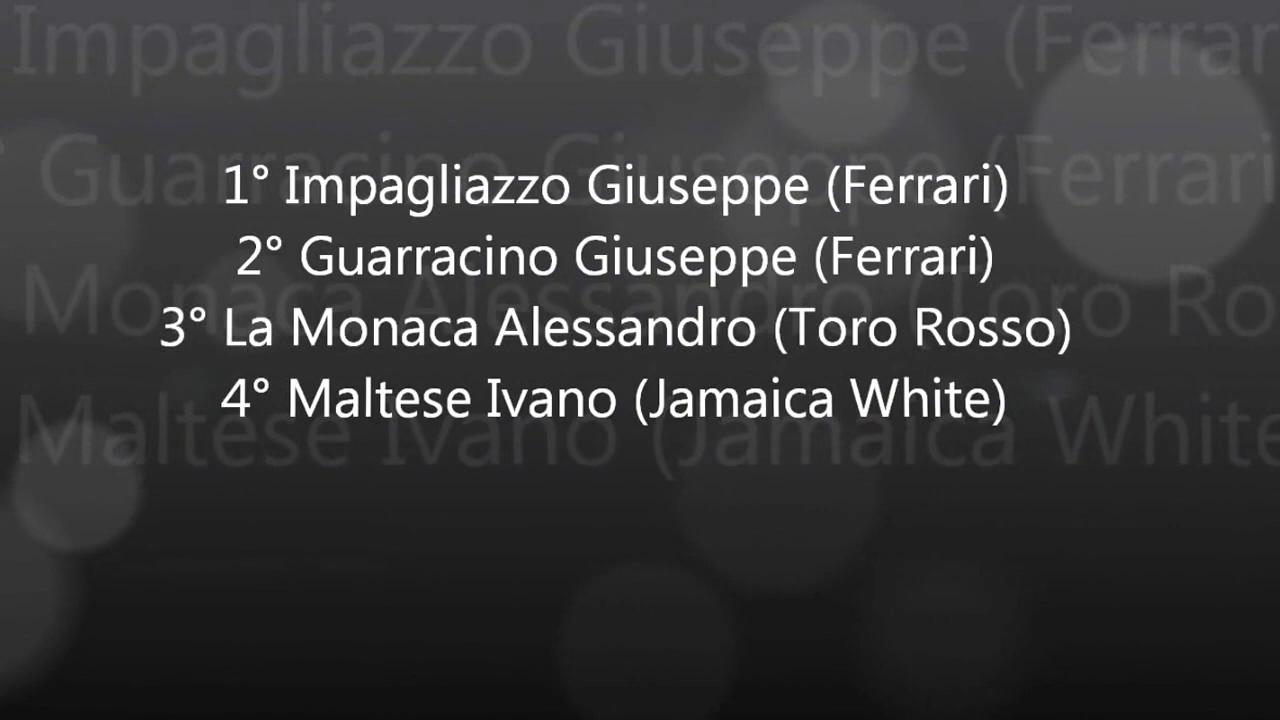 1° Impagliazzo Giuseppe (Ferrari)
2° Guarracino Giuseppe (Ferrari)
3° La Monaca Alessandro (Toro Rosso)
4° Maltese Ivano (Jamaica White)